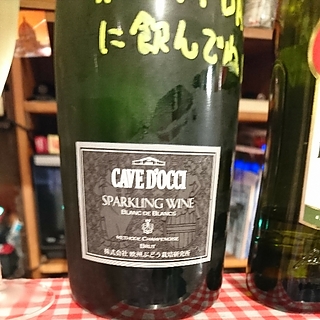 に飲んでね
CAVE D'OCCI
SPARKLING WINE
BLANC DE BLANCS
METHODE CHAMPENOISE
BRUT
株式会社 欧州ぶどう栽培研究所